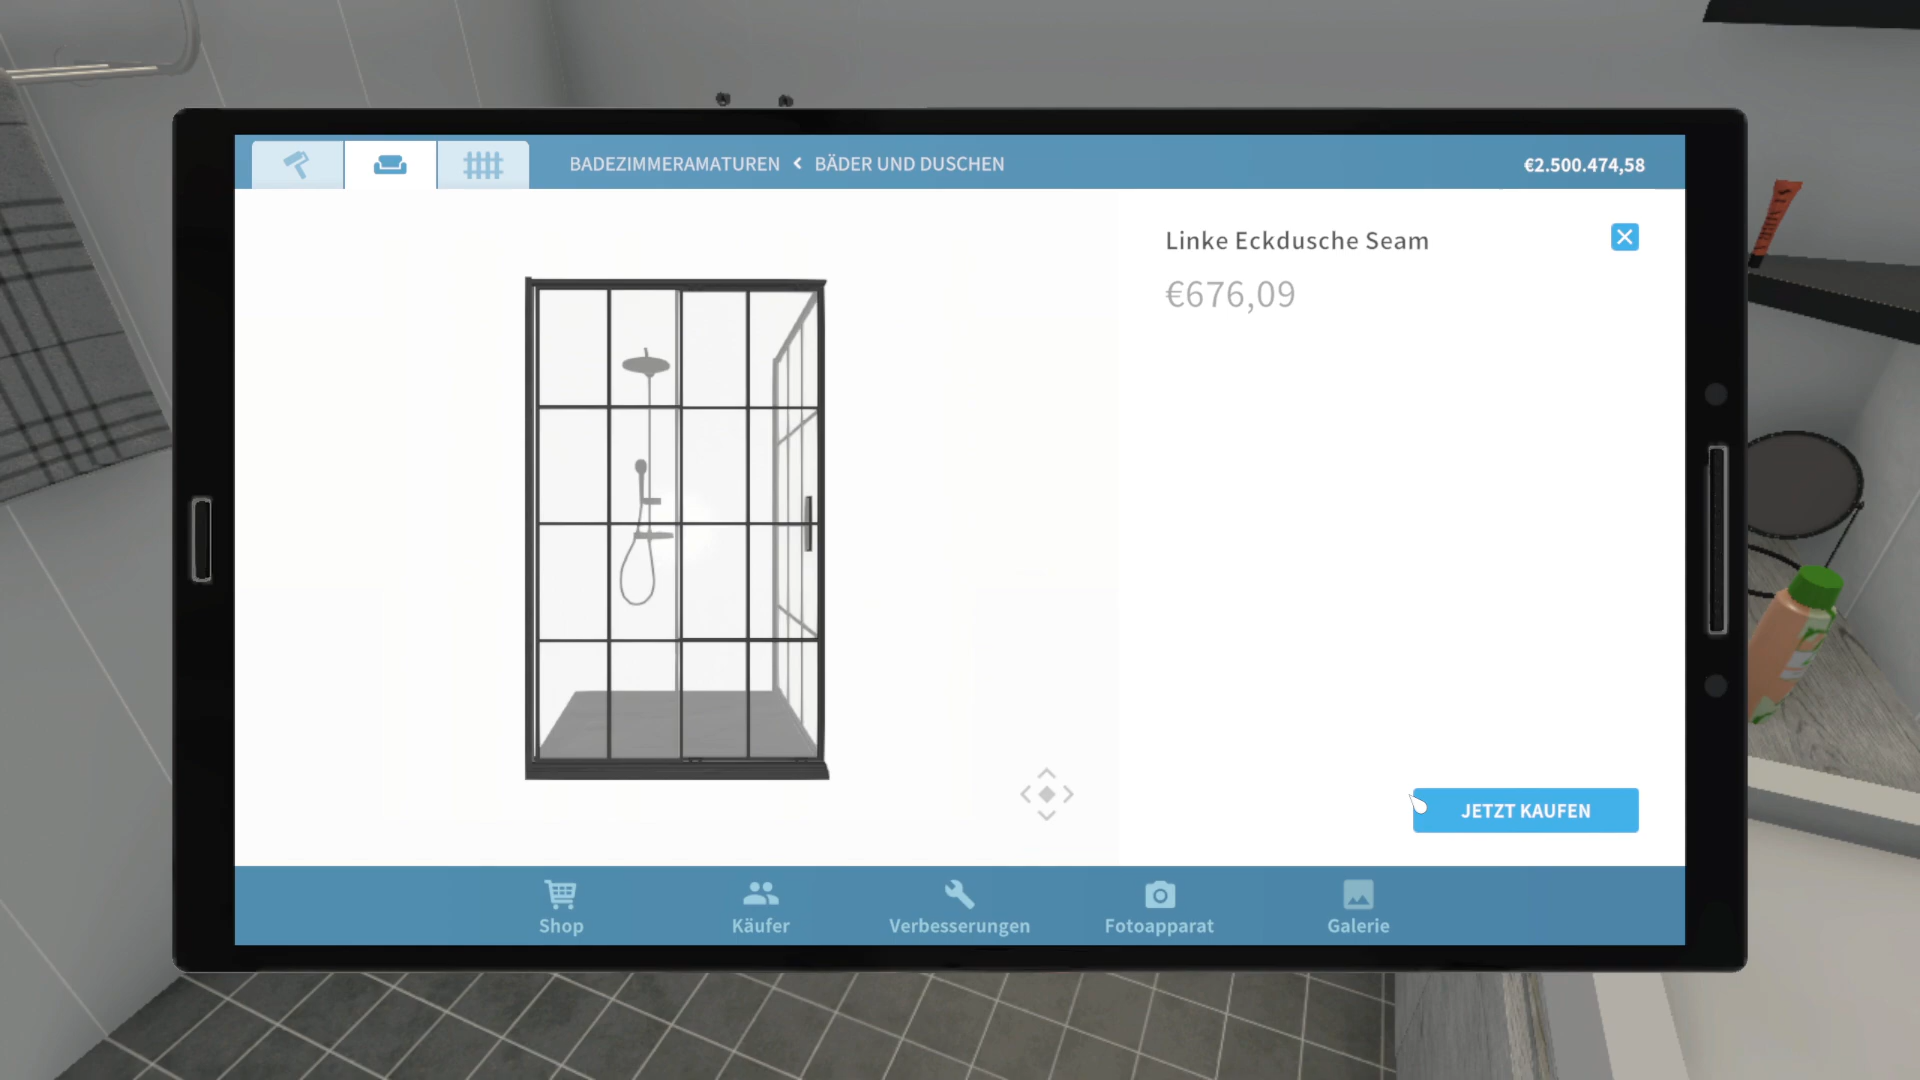 BADEZIMMERAMATUREN < BÄDER UND DUSCHEN
€2.500.474,58
Linke Eckdusche Seam
€676,09
JETZT KAUFEN
Shop
Käufer
Verbesserungen
Fotoapparat
Galerie